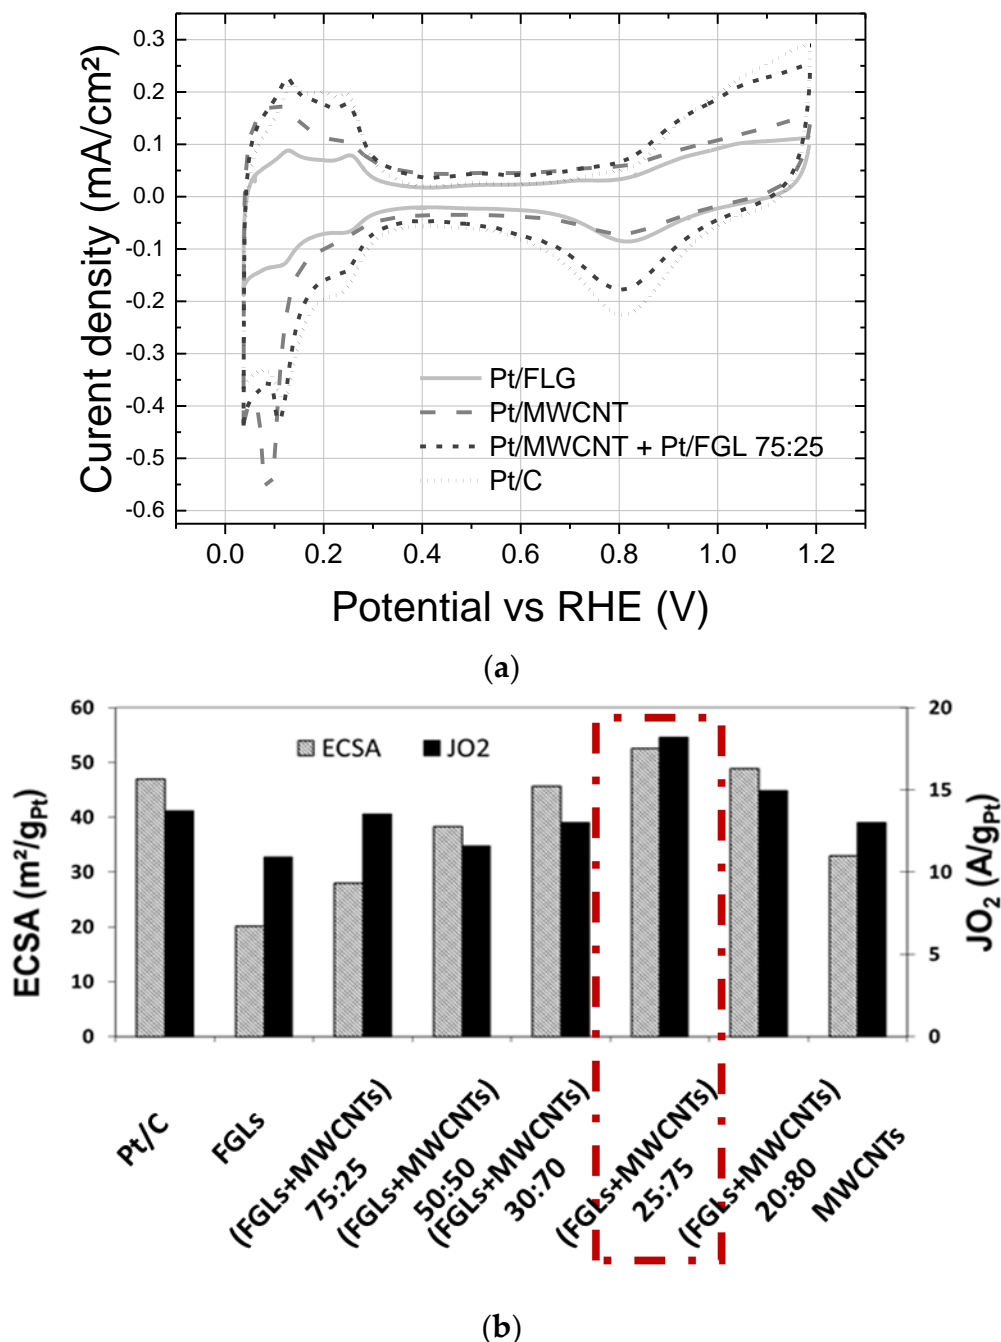 (a)
0.3
0.2
0.1
0.0
-0.1
-0.2
-0.3
-0.4
-0.5
-0.6
Curent density (mA/cm²)
Pt/FLG
Pt/MWCNT
Pt/MWCNT + Pt/FGL 75:25
Pt/C
0.0 0.2 0.4 0.6 0.8 1.0 1.2
Potential vs RHE (V)
(a)
60
50
40
30
20
10
0
ECSA (m²/gPt)
ECSA JO2
20
15
10
5
0
JO₂ (A/gPt)
Pt/C
FGLs
(FGLs+MWCNTs)
75:25
(FGLs+MWCNTs)
50:50
(FGLs+MWCNTs)
30:70
(FGLs+MWCNTs)
25:75
(FGLs+MWCNTs)
20:80
MWCNTs
(b)